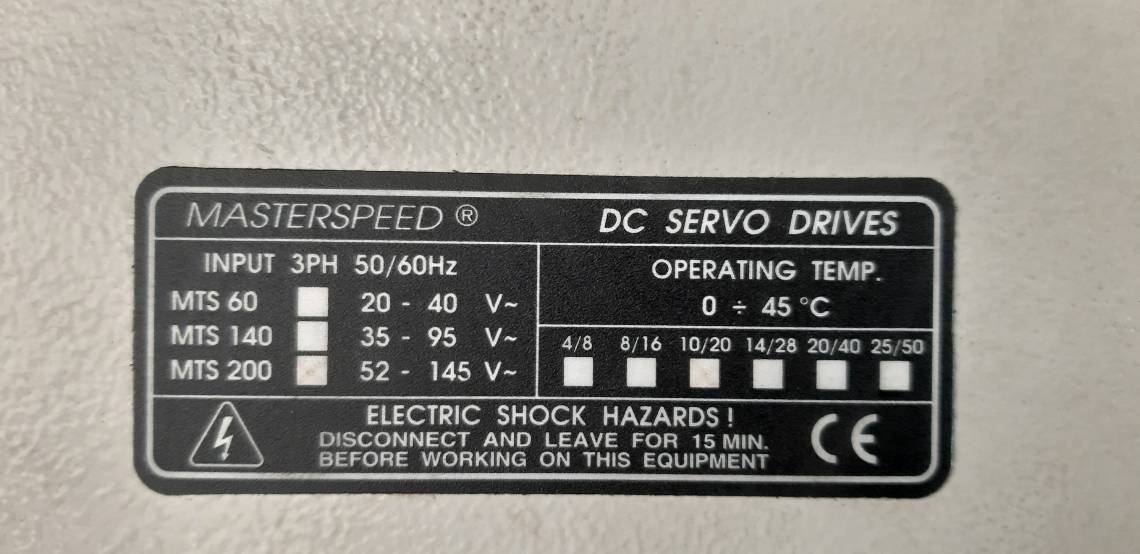 MASTERSPEED ® DC SERVO DRIVES
INPUT 3PH 50/60Hz
MTS 60 20 - 40 V~
MTS 140 35 - 95 V~
MTS 200 52 - 145 V~
OPERATING TEMP.
0 ÷ 45 °C
4/8 8/16 10/20 14/28 20/40 25/50
ELECTRIC SHOCK HAZARDS !
DISCONNECT AND LEAVE FOR 15 MIN.
BEFORE WORKING ON THIS EQUIPMENT
CE